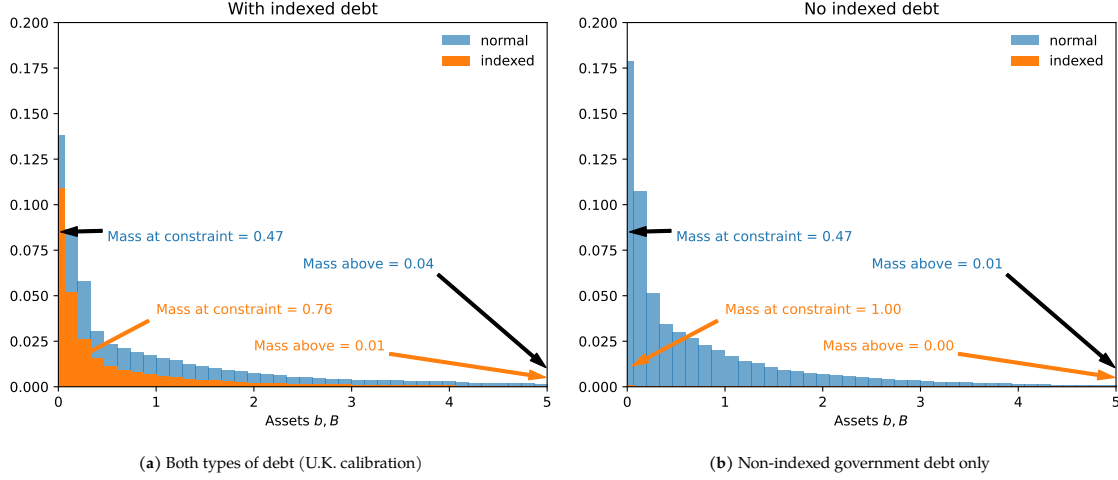 With indexed debt
0.200
0.175
0.150
0.125
0.100
0.075
0.050
0.025
0.000
normal
indexed
Mass at constraint = 0.47
Mass above = 0.04
Mass at constraint = 0.76
Mass above = 0.01
0 1 2 3 4 5
Assets b, B
(a) Both types of debt (U.K. calibration)
No indexed debt
0.200
0.175
0.150
0.125
0.100
0.075
0.050
0.025
0.000
normal
indexed
Mass at constraint = 0.47
Mass above = 0.01
Mass at constraint = 1.00
Mass above = 0.00
0 1 2 3 4 5
Assets b, B
(b) Non-indexed government debt only